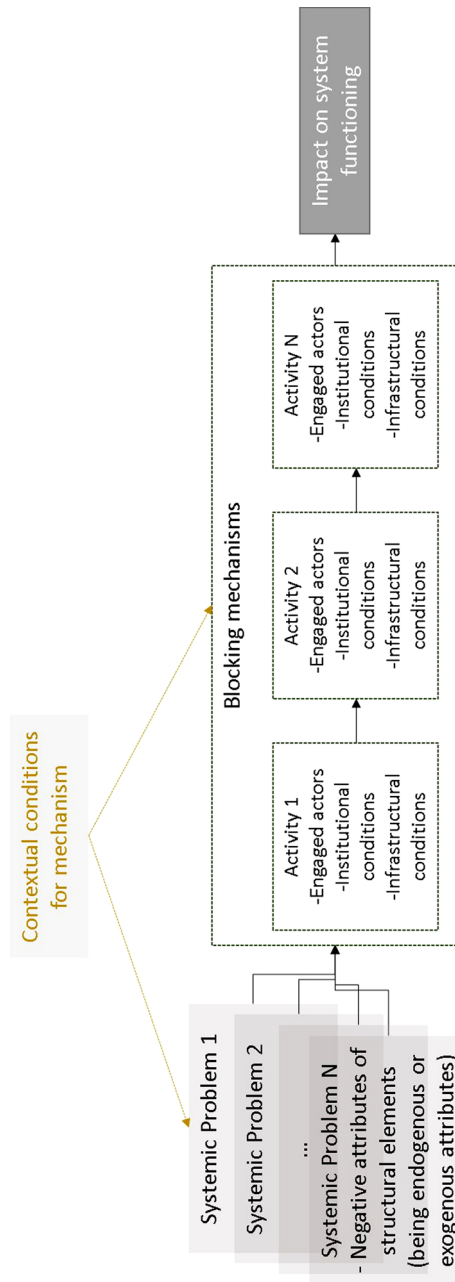 Contextual conditions
for mechanism
Systemic Problem 1
Systemic Problem 2
...
Systemic Problem N
- Negative attributes of
structural elements
(being endogenous or
exogenous attributes)
Blocking mechanisms
Activity 1
-Engaged actors
-Institutional
conditions
-Infrastructural
conditions
Activity 2
-Engaged actors
-Institutional
conditions
-Infrastructural
conditions
Activity N
-Engaged actors
-Institutional
conditions
-Infrastructural
conditions
Impact on system
functioning